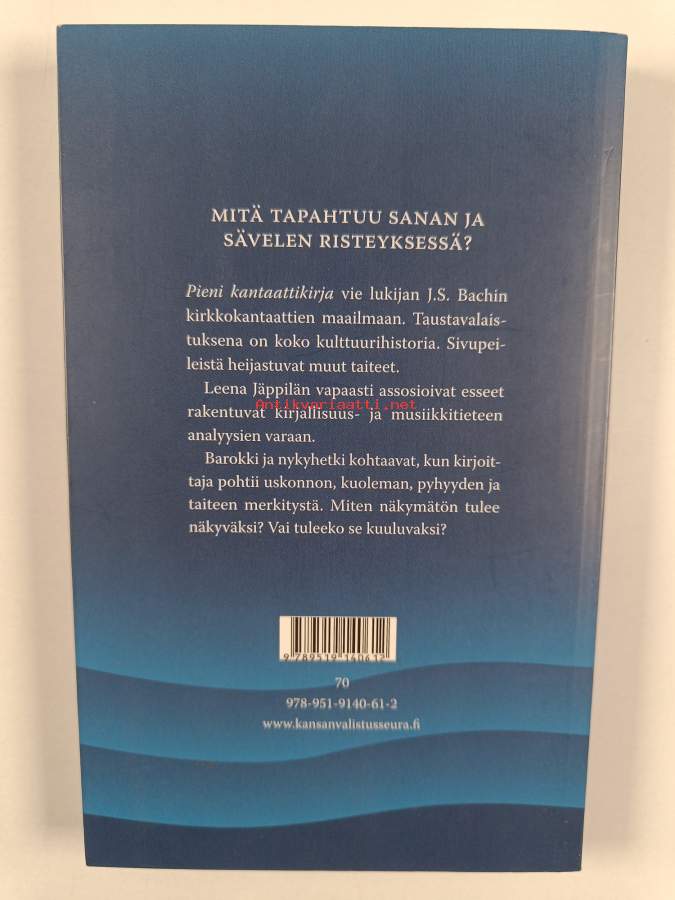 MITÄ TAPAHTUU SANAN JA
SÄVELEN RISTEYKSESSÄ?
Pieni kantaattikirja vie lukijan J.S. Bachin
kirkkokantaattien maailmaan. Taustavalais-
tuksena on koko kulttuurihistoria. Sivupei-
leistä heijastuvat muut taiteet.
Leena Jäppilän vapaasti assosioivat esseet
Antikvariaatti.net
rakentuvat kirjallisuus- ja musiikkitieteen
analyysien varaan.
Barokki ja nykyhetki kohtaavat, kun kirjoit-
taja pohtii uskonnon, kuoleman, pyhyyden ja
taiteen merkitystä. Miten näkymätön tulee
näkyväksi? Vai tuleeko se kuuluvaksi?
9 789519 140612
70
978-951-9140-61-2
www.kansanvalistusseura.fi